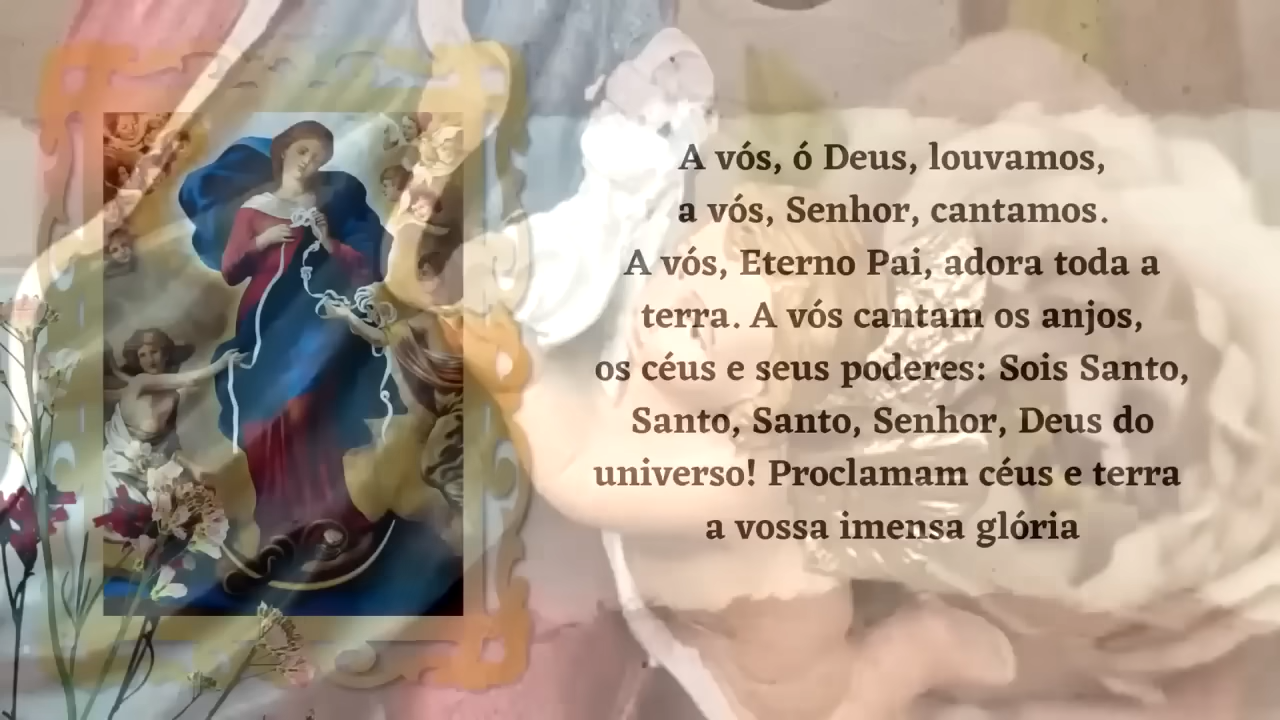 A vós, ó Deus, louvamos,
a vós, Senhor, cantamos.
A vós, Eterno Pai, adora toda a
terra. A vós cantam os anjos,
os céus e seus poderes: Sois Santo,
Santo, Santo, Senhor, Deus do
universo! Proclamam céus e terra
a vossa imensa glória